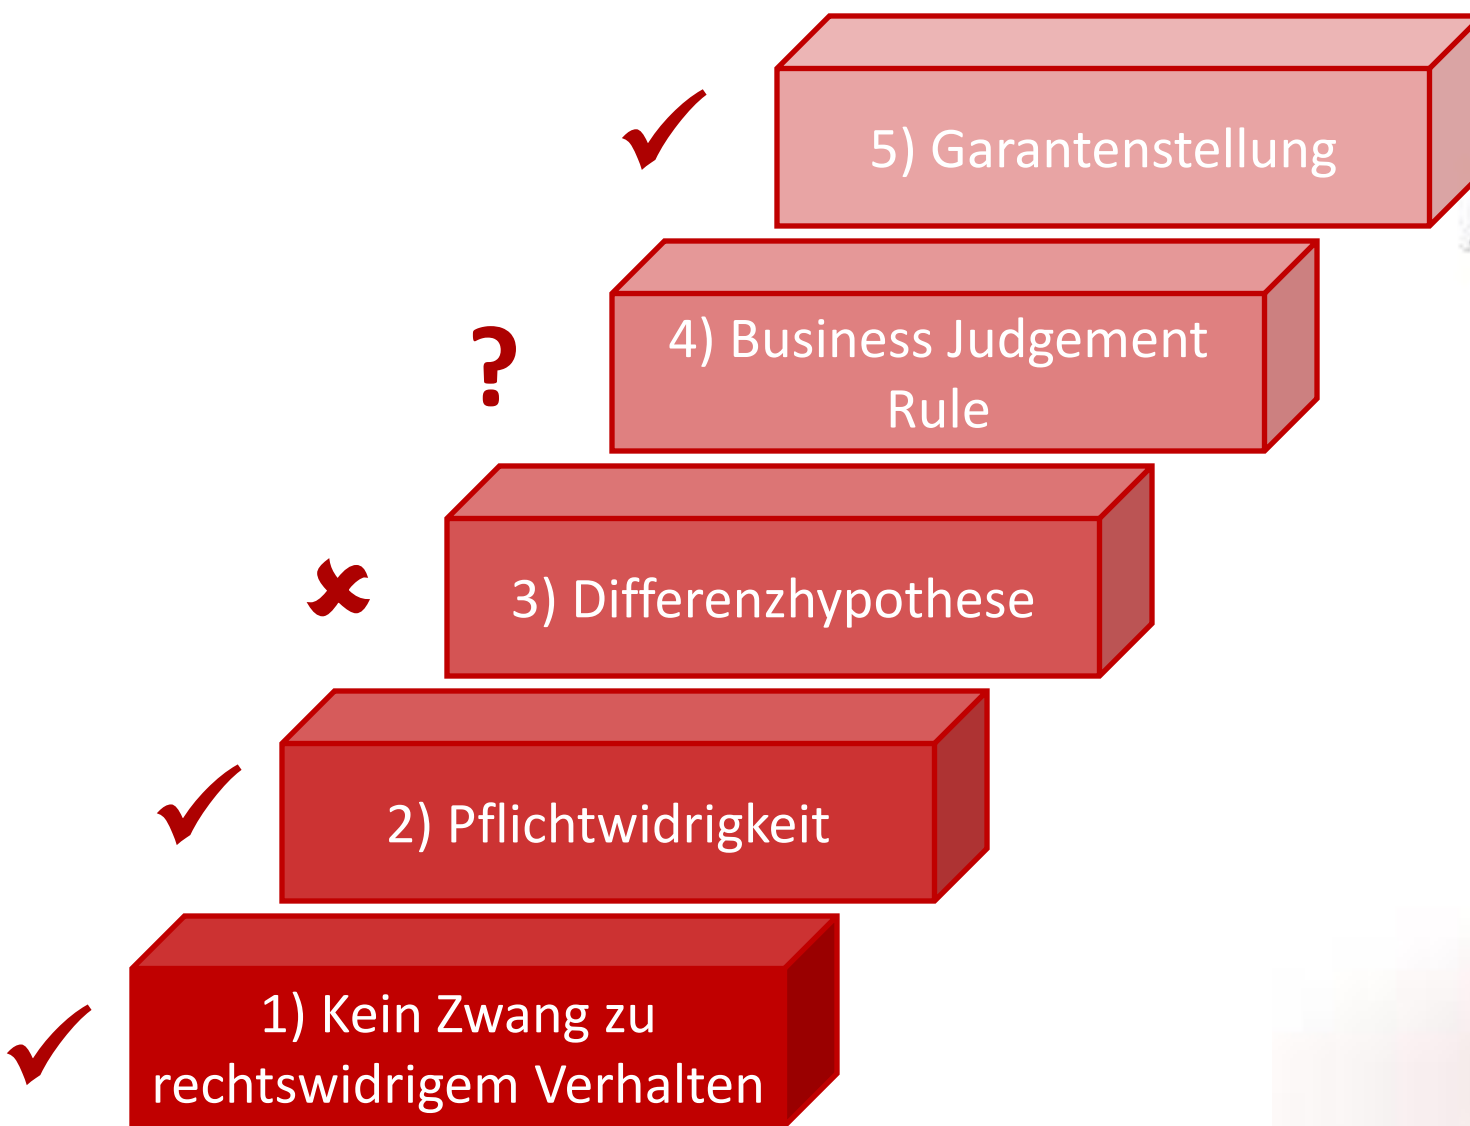 ✓
5) Garantenstellung
?
4) Business Judgement
Rule
✘
3) Differenzhypothese
✓
2) Pflichtwidrigkeit
✓
1) Kein Zwang zu
rechtswidrigem Verhalten